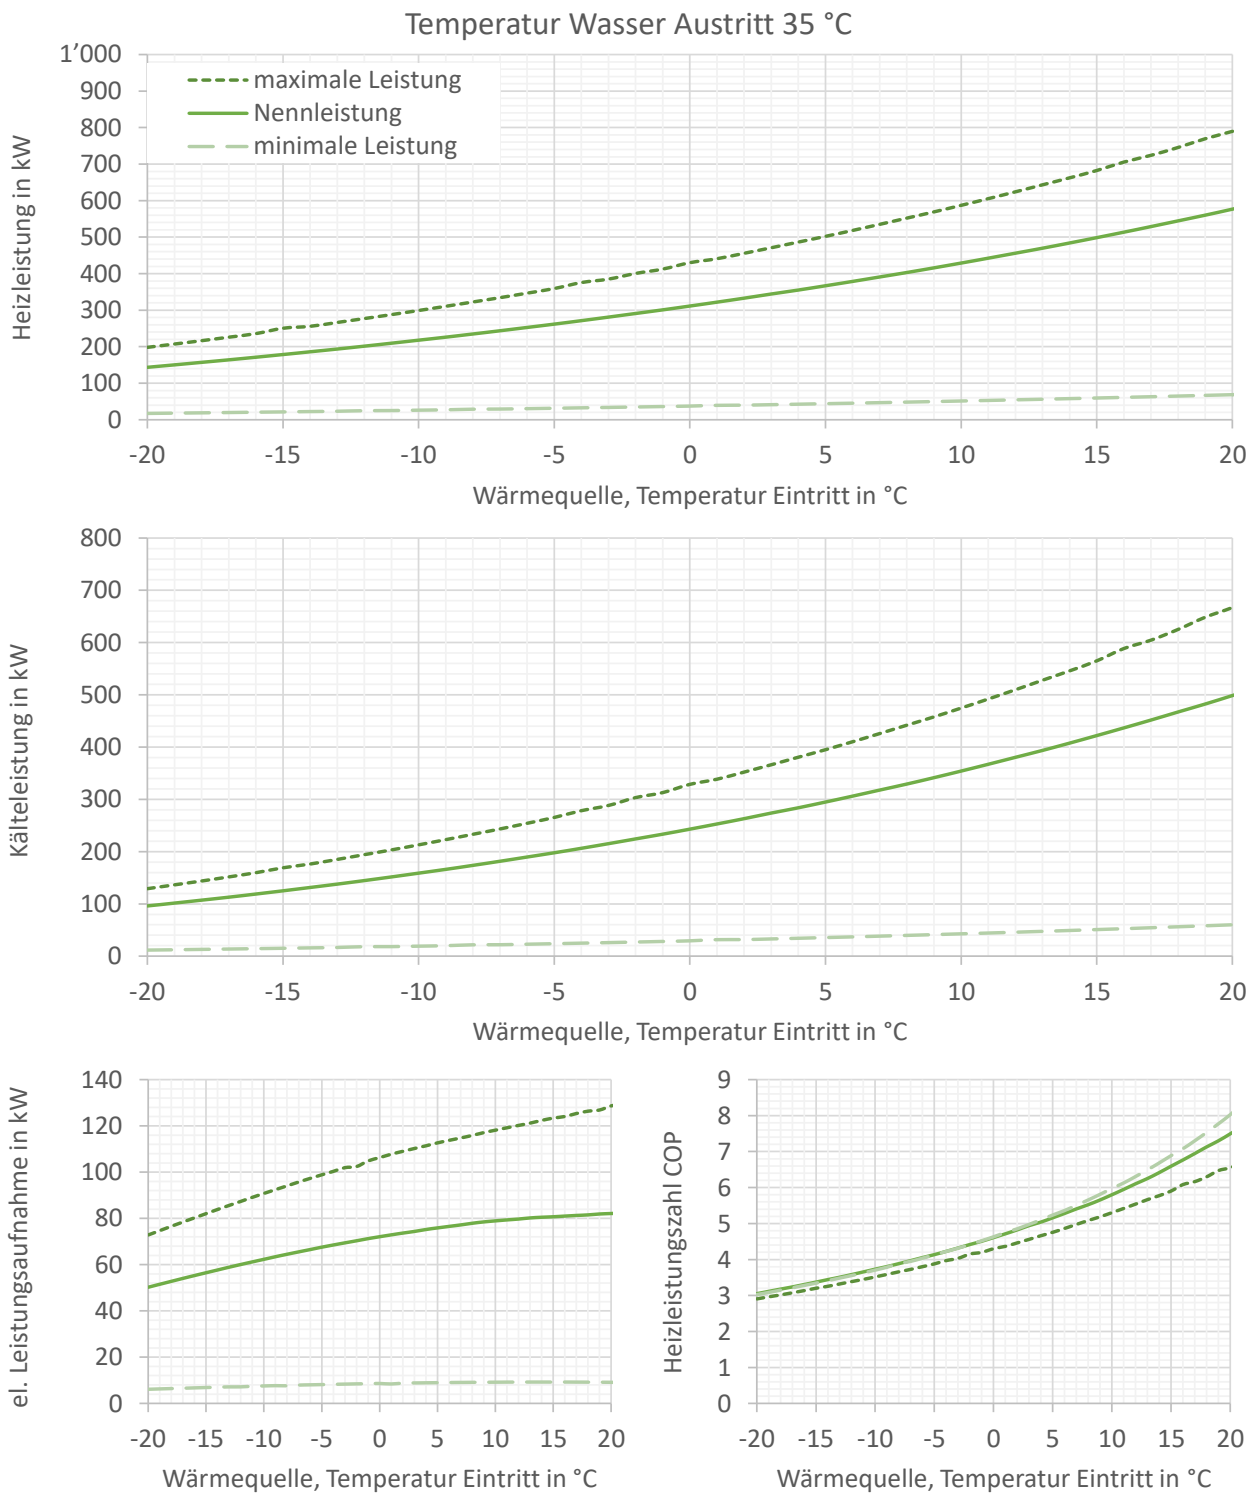 Temperatur Wasser Austritt 35 °C
1’000
900
800
700
600
500
400
300
200
100
0
Heizleistung in kW
maximale Leistung
Nennleistung
minimale Leistung
-20 -15 -10 -5 0 5 10 15 20
Wärmequelle, Temperatur Eintritt in °C
800
700
600
500
400
300
200
100
0
Kälteleistung in kW
-20 -15 -10 -5 0 5 10 15 20
Wärmequelle, Temperatur Eintritt in °C
140
120
100
80
60
40
20
0
el. Leistungsaufnahme in kW
-20 -15 -10 -5 0 5 10 15 20
Wärmequelle, Temperatur Eintritt in °C
9
8
7
6
5
4
3
2
1
0
Heizleistungszahl COP
-20 -15 -10 -5 0 5 10 15 20
Wärmequelle, Temperatur Eintritt in °C